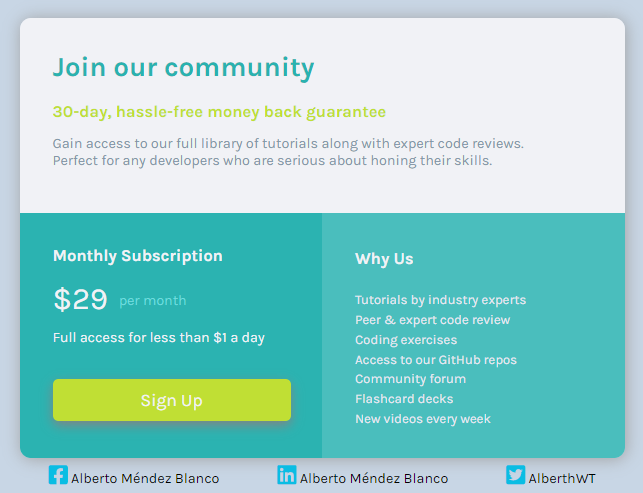 Join our community
30-day, hassle-free money back guarantee
Gain access to our full library of tutorials along with expert code reviews.
Perfect for any developers who are serious about honing their skills.
Monthly Subscription
$29 per month
Full access for less than $1 a day
Sign Up
Why Us
Tutorials by industry experts
Peer & expert code review
Coding exercises
Access to our GitHub repos
Community forum
Flashcard decks
New videos every week
Alberto Méndez Blanco
Alberto Méndez Blanco
AlberthWT